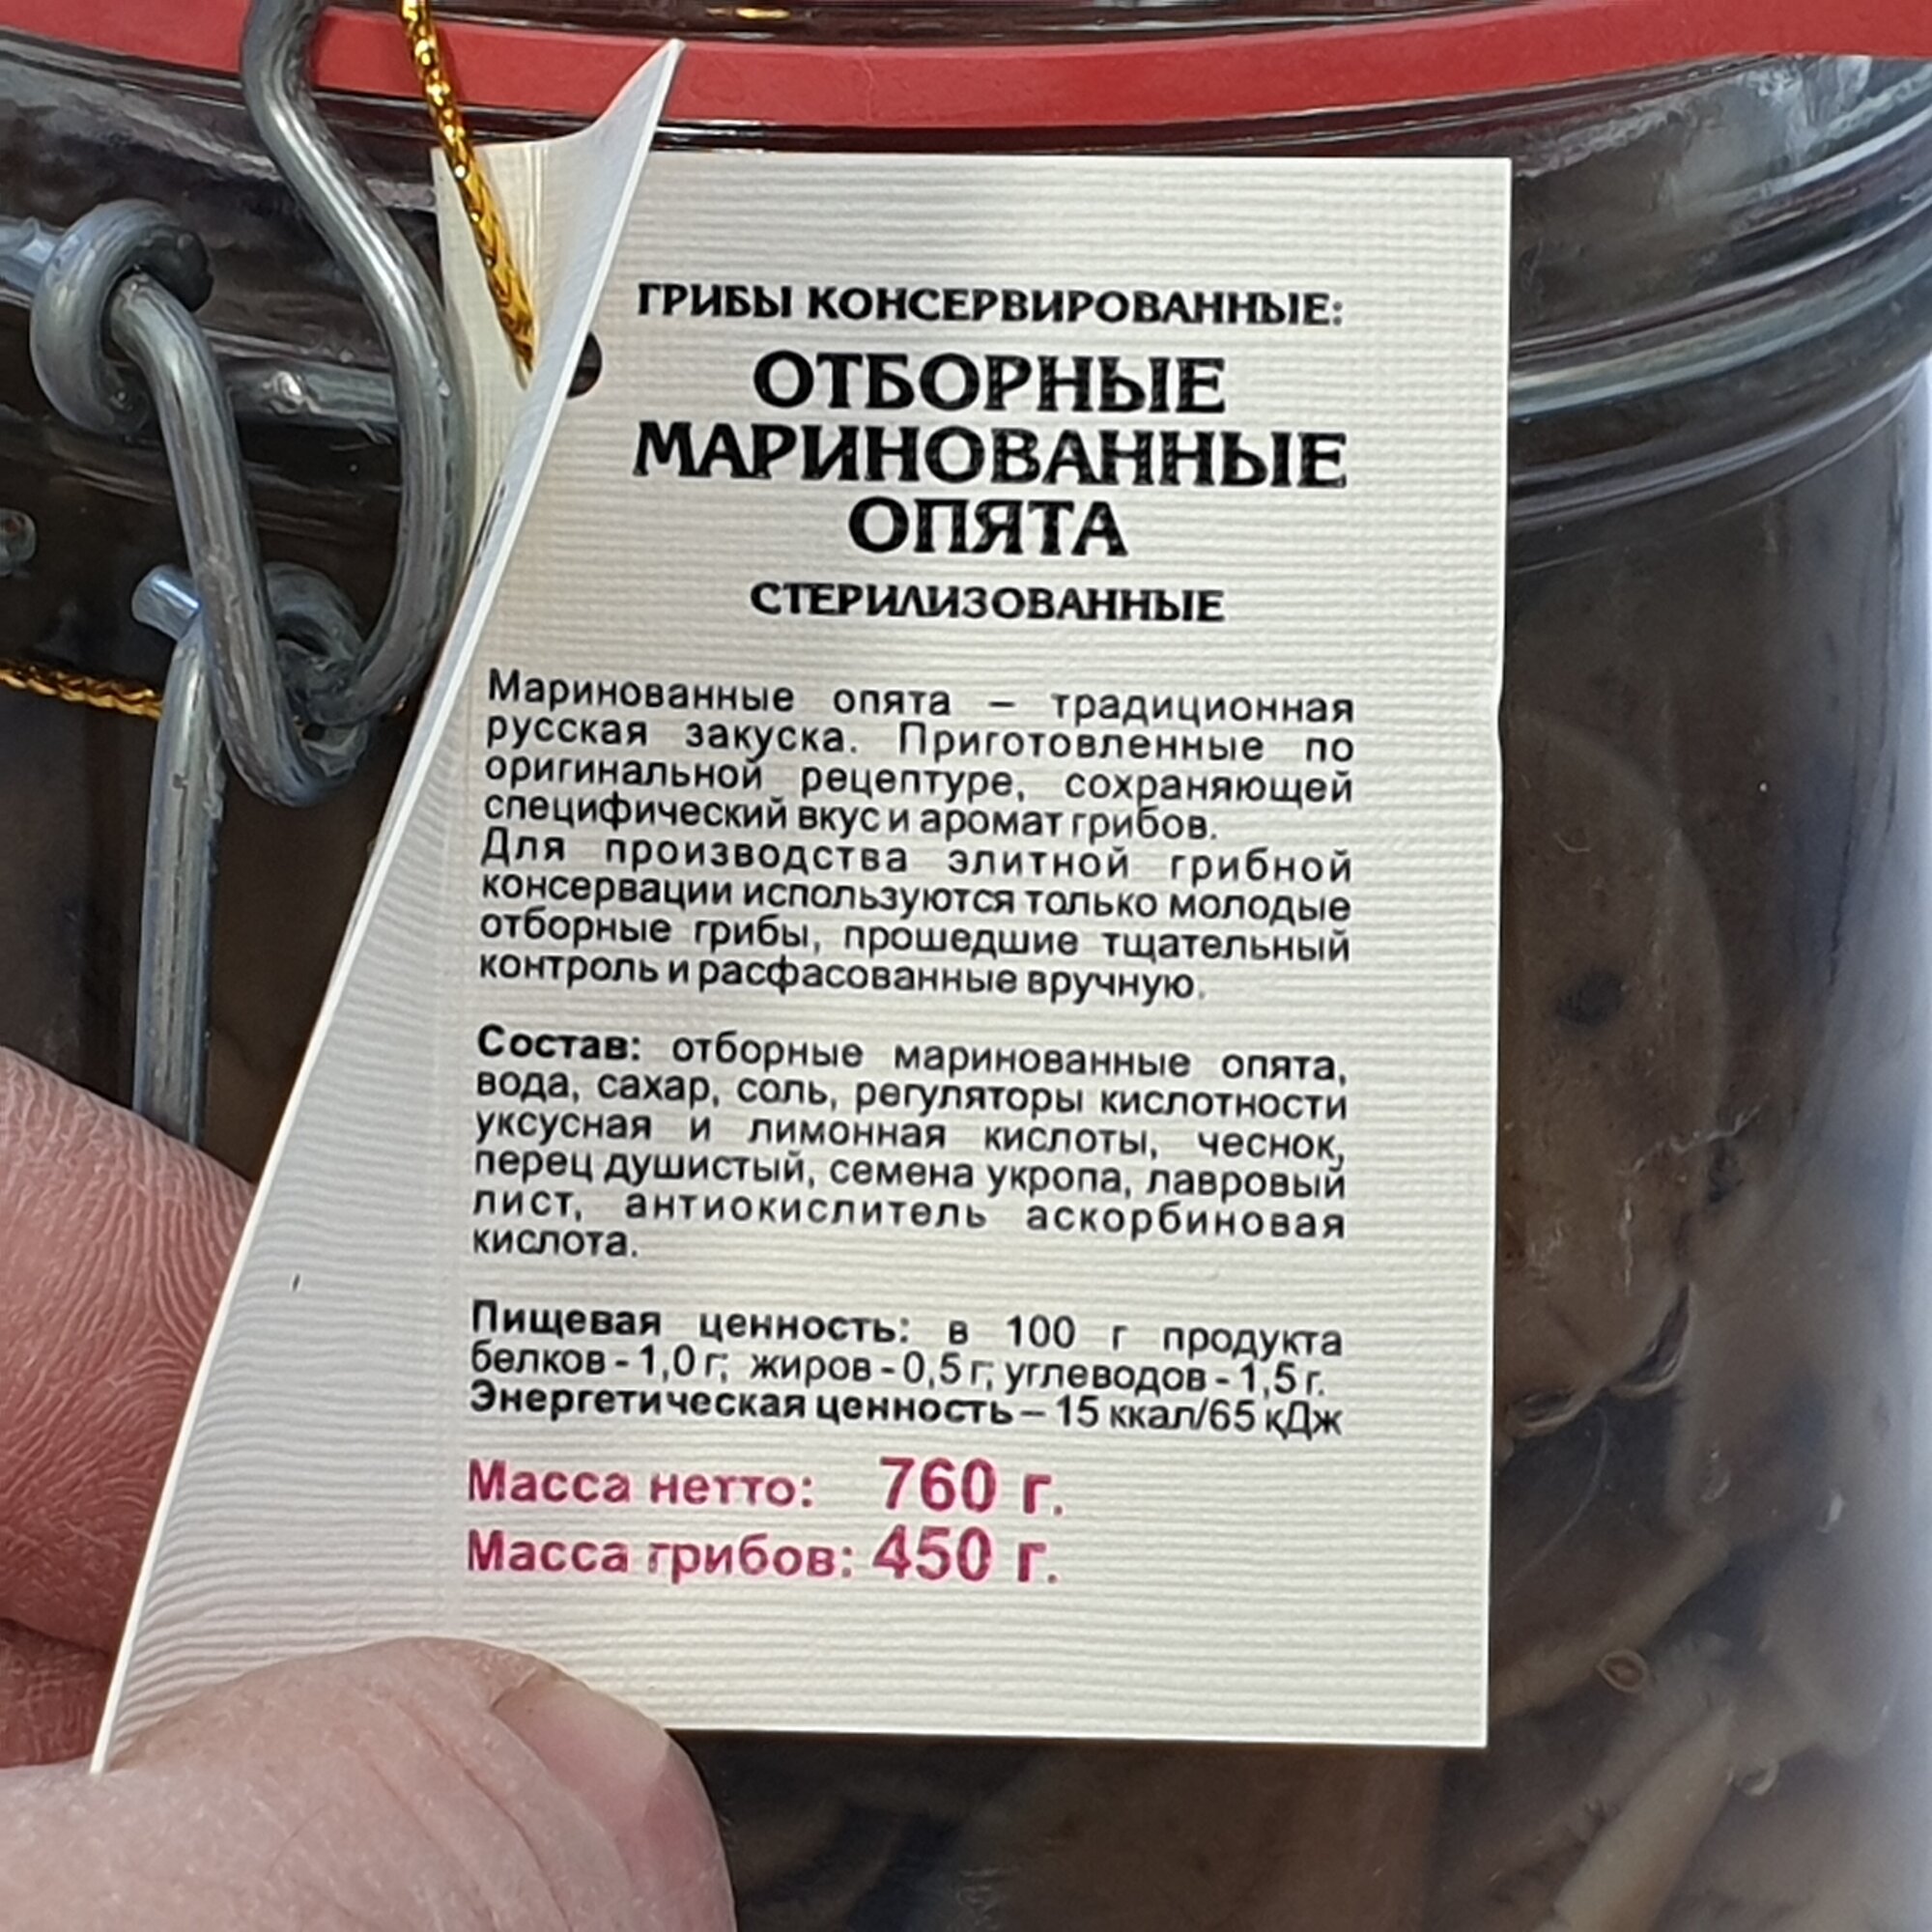 ГРИБЫ КОНСЕРВИРОВАННЫЕ:
ОТБОРНЫЕ
МАРИНОВАННЫЕ
ОПЯТА
СТЕРИЛИЗОВАННЫЕ
Маринованные опята – традиционная
русская закуска. Приготовленные по
оригинальной рецептуре, сохраняющей
специфический вкус и аромат грибов.
Для производства элитной грибной
консервации используются только молодые
отборные грибы, прошедшие тщательный
контроль и расфасованные вручную.
Состав: отборные маринованные опята,
вода, сахар, соль, регуляторы кислотности
уксусная и лимонная кислоты, чеснок,
перец душистый, семена укропа, лавровый
лист, антиокислитель аскорбиновая
кислота.
Пищевая ценность: в 100 г продукта
белков - 1,0 г; жиров - 0,5 г; углеводов - 1,5 г.
Энергетическая ценность – 15 ккал/65 кДж
Масса нетто: 760 г.
Масса грибов: 450 г.